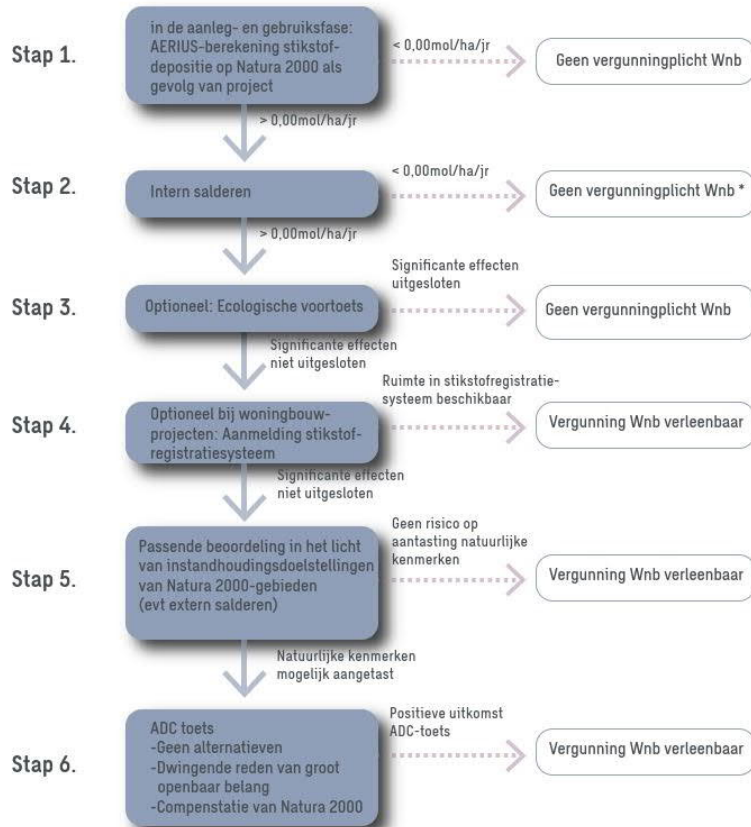 Stap 1.
in de aanleg- en gebruiksfase:
AERIUS-berekening stikstof-
depositie op Natura 2000 als
gevolg van project
< 0,00mol/ha/jr
Geen vergunningplicht Wnb
> 0,00mol/ha/jr
Stap 2.
Intern salderen
< 0,00mol/ha/jr
Geen vergunningplicht Wnb *
> 0,00mol/ha/jr
Stap 3.
Optioneel: Ecologische voortoets
Significante effecten
uitgesloten
Geen vergunningplicht Wnb
Significante effecten
niet uitgesloten
Stap 4.
Optioneel bij woningbouw-
projecten: Aanmelding stikstof-
registratiesysteem
Ruimte in stikstofregistratie-
systeem beschikbaar
Vergunning Wnb verleenbaar
Significante effecten
niet uitgesloten
Stap 5.
Passende beoordeling in het licht
van instandhoudingsdoelstellingen
van Natura 2000-gebieden
(evt extern salderen)
Geen risico op
aantasting natuurlijke
kenmerken
Vergunning Wnb verleenbaar
Natuurlijke kenmerken
mogelijk aangetast
Stap 6.
ADC toets
-Geen alternatieven
-Dwingende reden van groot
openbaar belang
-Compenstatie van Natura 2000
Positieve uitkomst
ADC-toets
Vergunning Wnb verleenbaar